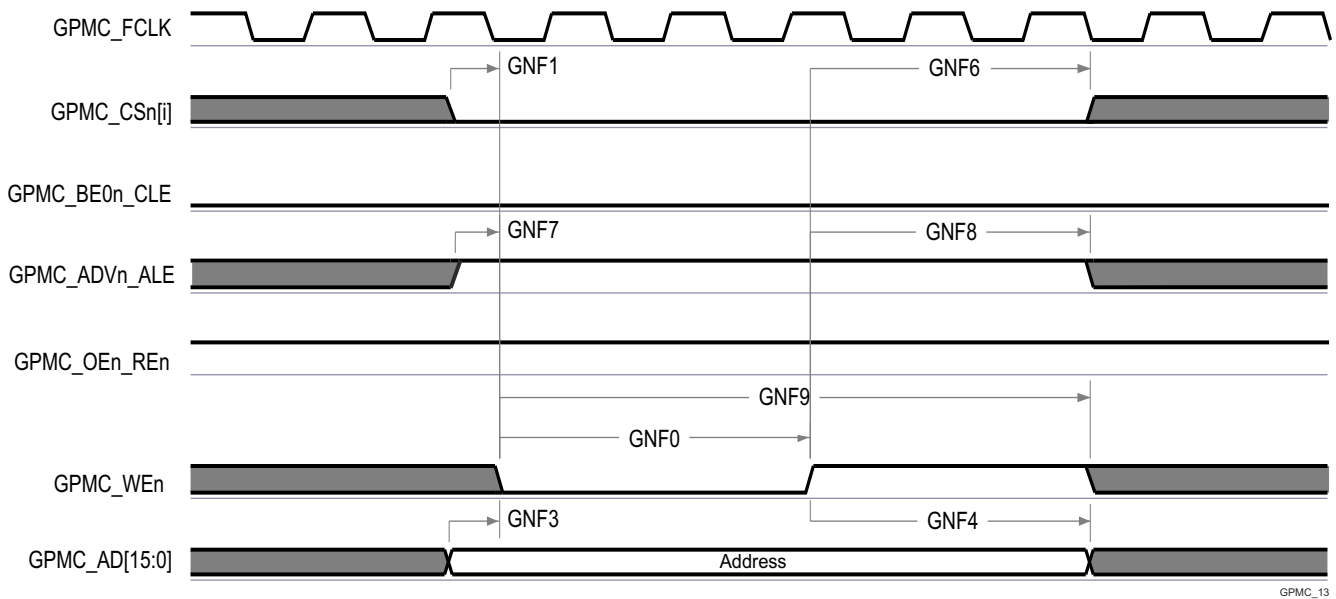 GPMC_FCLK
GNF1
GNF6
GPMC_CSn[i]
GPMC_BE0n_CLE
GNF7
GNF8
GPMC_ADVn_ALE
GPMC_OEn_REn
GNF9
GNF0
GPMC_WEn
GNF3
GNF4
GPMC_AD[15:0]
Address
GPMC_13